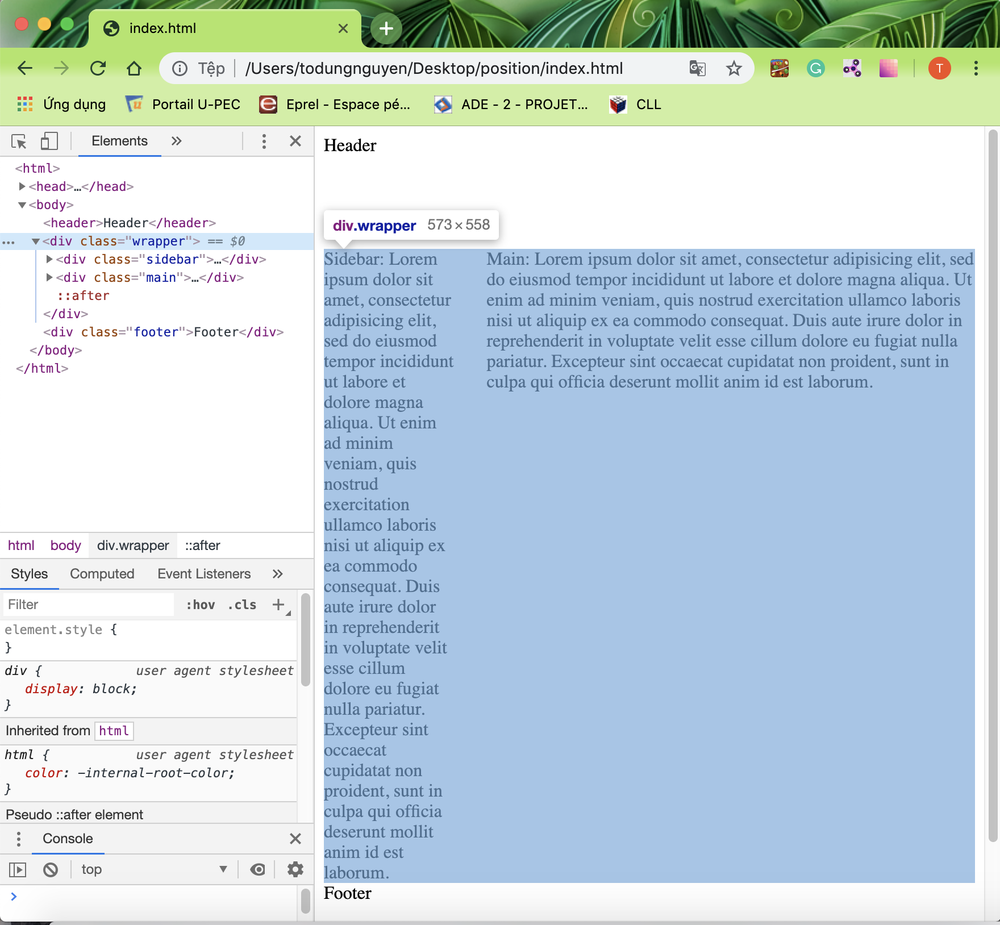 index.html
Tệp /Users/todungnguyen/Desktop/position/index.html
T
Ứng dụng Portail U-PEC Eprel - Espace pé... ADE - 2 - PROJET... CLL
Elements
<html>
<head>…</head>
<body>
<header>Header</header>
<div class="wrapper"> == $0
<div class="sidebar">…</div>
<div class="main">…</div>
::after
</div>
<div class="footer">Footer</div>
</body>
</html>
html body div.wrapper ::after
Styles Computed Event Listeners
Filter :hov .cls
element.style {
}
div { user agent stylesheet
display: block;
}
Inherited from html
html { user agent stylesheet
color: -internal-root-color;
}
Pseudo ::after element
Console
top
Header
div.wrapper 573×558
Sidebar: Lorem
ipsum dolor sit
amet, consectetur
adipisicing elit,
sed do eiusmod
tempor incididunt
ut labore et
dolore magna
aliqua. Ut enim
ad minim
veniam, quis
nostrud
exercitation
ullamco laboris
nisi ut aliquip ex
ea commodo
consequat. Duis
aute irure dolor
in reprehenderit
in voluptate velit
esse cillum
dolore eu fugiat
nulla pariatur.
Excepteur sint
occaecat
cupidatat non
proident, sunt in
culpa qui officia
deserunt mollit
anim id est
laborum.
Main: Lorem ipsum dolor sit amet, consectetur adipisicing elit, sed
do eiusmod tempor incididunt ut labore et dolore magna aliqua. Ut
enim ad minim veniam, quis nostrud exercitation ullamco laboris
nisi ut aliquip ex ea commodo consequat. Duis aute irure dolor in
reprehenderit in voluptate velit esse cillum dolore eu fugiat nulla
pariatur. Excepteur sint occaecat cupidatat non proident, sunt in
culpa qui officia deserunt mollit anim id est laborum.
Footer